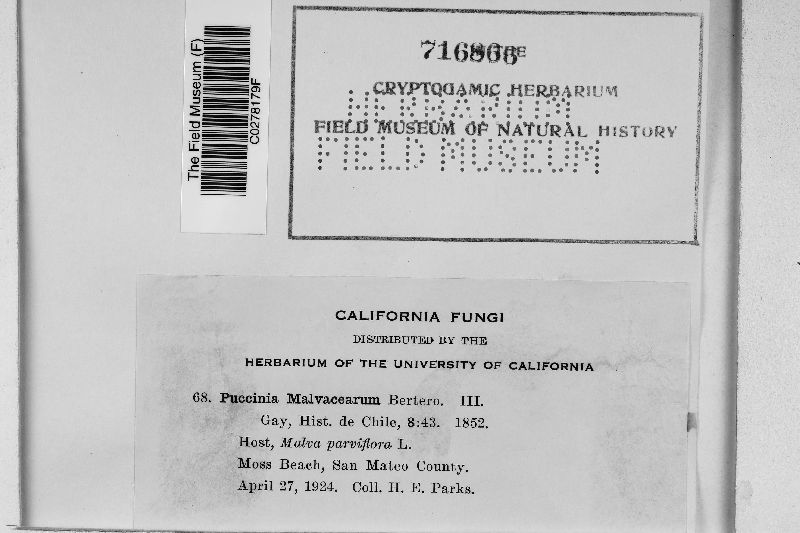 The Field Museum (F)
C0278179F
CRYPTOGAMIC HERBARIUM
HERBARIUM
FIELD MUSEUM OF NATURAL HISTORY
FIELD MUSEUM
CALIFORNIA FUNGI
DISTRIBUTED BY THE
HERBARIUM OF THE UNIVERSITY OF CALIFORNIA
68. Puccinia Malvacearum Bertero. III.
Gay, Hist. de Chile, 8:43. 1852.
Host, Malva parviflora L.
Moss Beach, San Mateo County.
April 27, 1924. Coll. H. E. Parks.